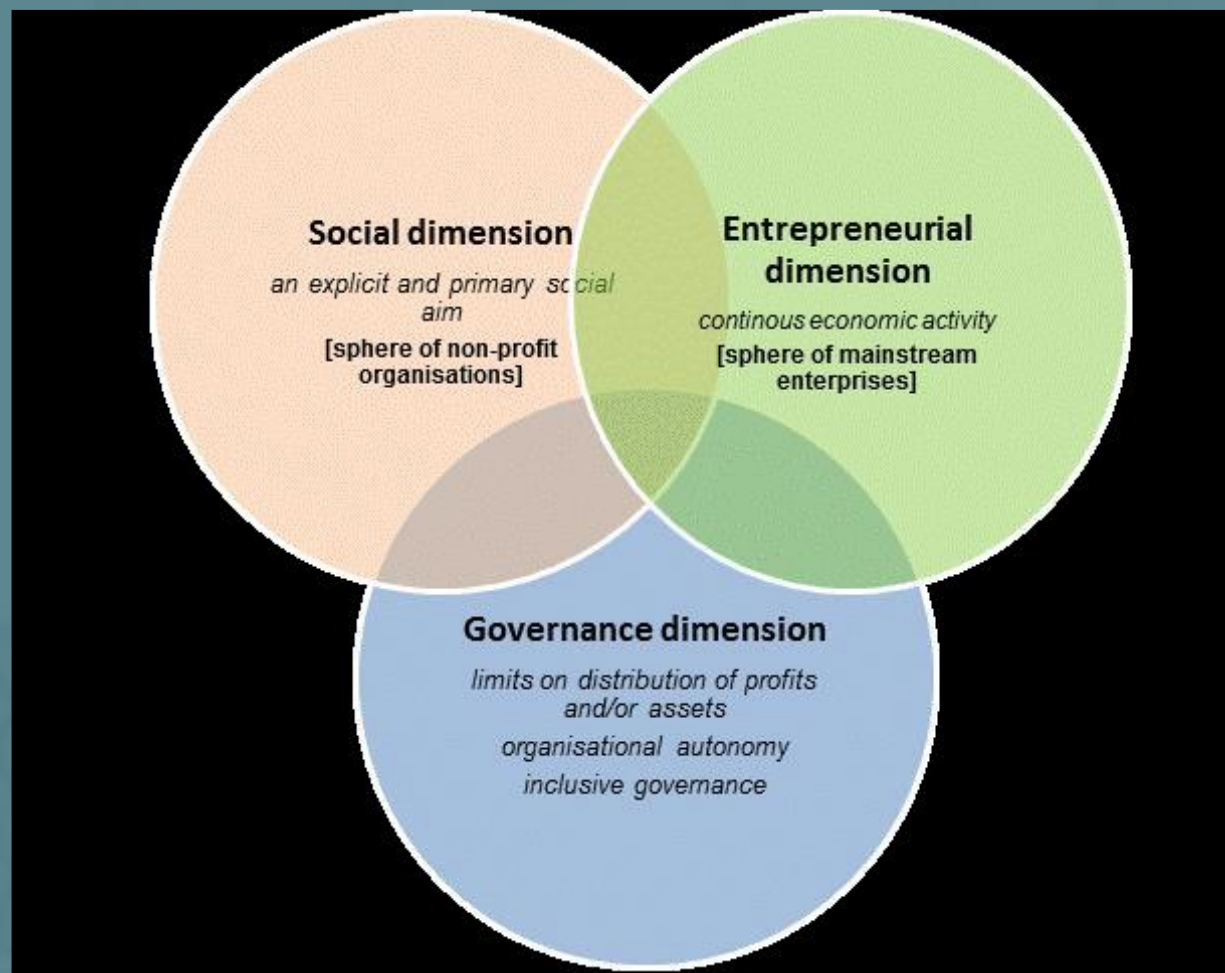 Social dimension
an explicit and primary social
aim
[sphere of non-profit
organisations]
Entrepreneurial
dimension
continous economic activity
[sphere of mainstream
enterprises]
Governance dimension
limits on distribution of profits
and/or assets
organisational autonomy
inclusive governance